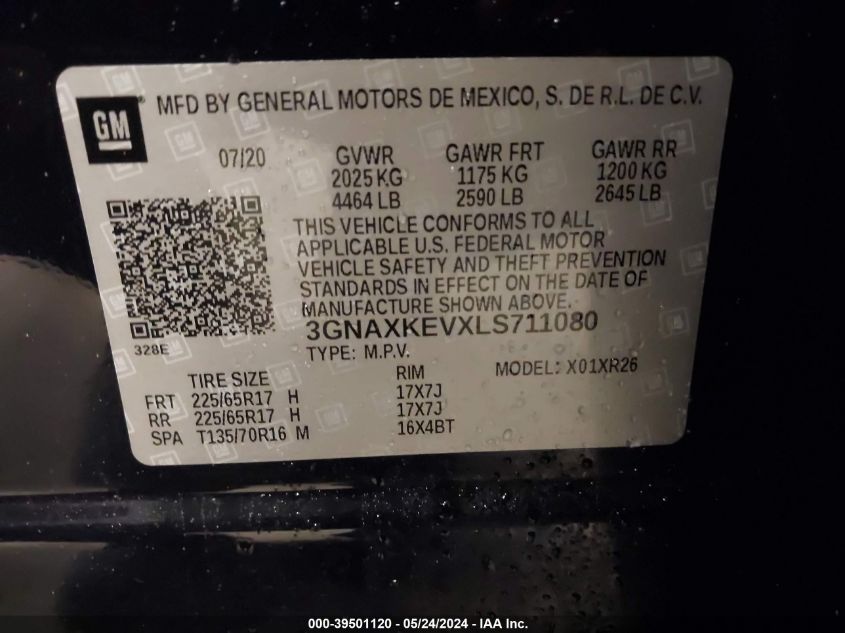 GM
MFD BY GENERAL MOTORS DE MEXICO, S. DE R.L. DE C.V.
07/20 GVWR GAWR FRT GAWR RR
2025 KG 1175 KG 1200 KG
4464 LB 2590 LB 2645 LB
THIS VEHICLE CONFORMS TO ALL
APPLICABLE U.S. FEDERAL MOTOR
VEHICLE SAFETY AND THEFT PREVENTION
STANDARDS IN EFFECT ON THE DATE OF
MANUFACTURE SHOWN ABOVE.
3GNAXKEVXLS711080
328E TYPE: M.P.V. MODEL: X01XR26
TIRE SIZE RIM
FRT 225/65R17 H 17X7J
RR 225/65R17 H 17X7J
SPA T135/70R16 M 16X4BT
000-39501120 - 05/24/2024 - IAA Inc.